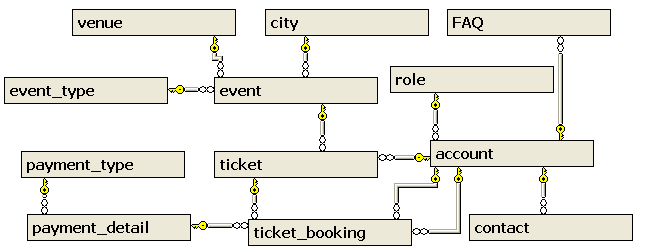 venue
city
FAQ
role
event_type
event
account
payment_type
ticket
payment_detail
ticket_booking
contact